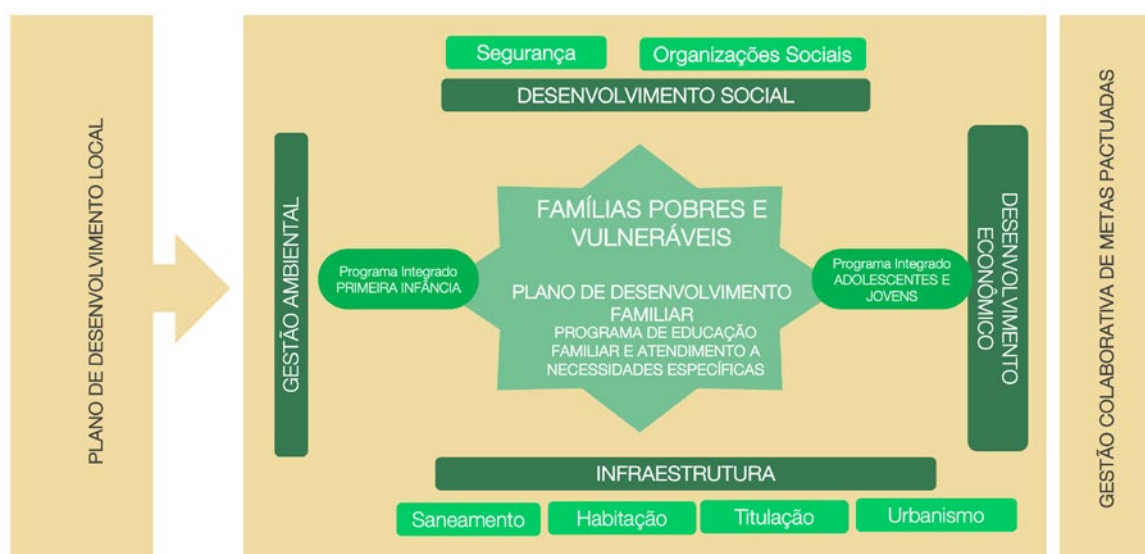 PLANO DE DESENVOLVIMENTO LOCAL
Segurança
Organizações Sociais
DESENVOLVIMENTO SOCIAL
GESTÃO AMBIENTAL
Programa Integrado
PRIMEIRA INFÂNCIA
FAMÍLIAS POBRES E
VULNERÁVEIS
PLANO DE DESENVOLVIMENTO
FAMILIAR
PROGRAMA DE EDUCAÇÃO
FAMILIAR E ATENDIMENTO A
NECESSIDADES ESPECÍFICAS
Programa Integrado
ADOLESCENTES E
JOVENS
DESENVOLVIMENTO
ECONÔMICO
INFRAESTRUTURA
Saneamento
Habitação
Titulação
Urbanismo
GESTÃO COLABORATIVA DE METAS PACTUADAS